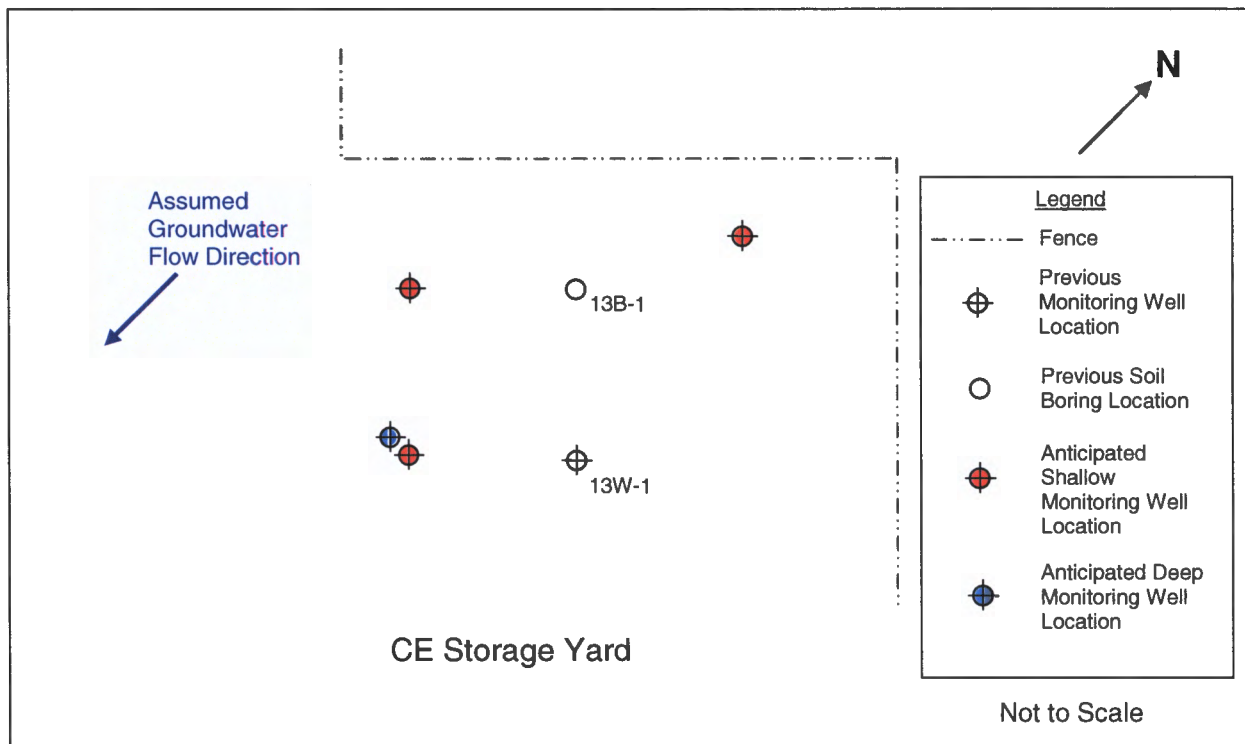 N
Assumed
Groundwater
Flow Direction
13B-1
13W-1
CE Storage Yard
Legend
Fence
Previous
Monitoring Well
Location
Previous Soil
Boring Location
Anticipated
Shallow
Monitoring Well
Location
Anticipated Deep
Monitoring Well
Location
Not to Scale